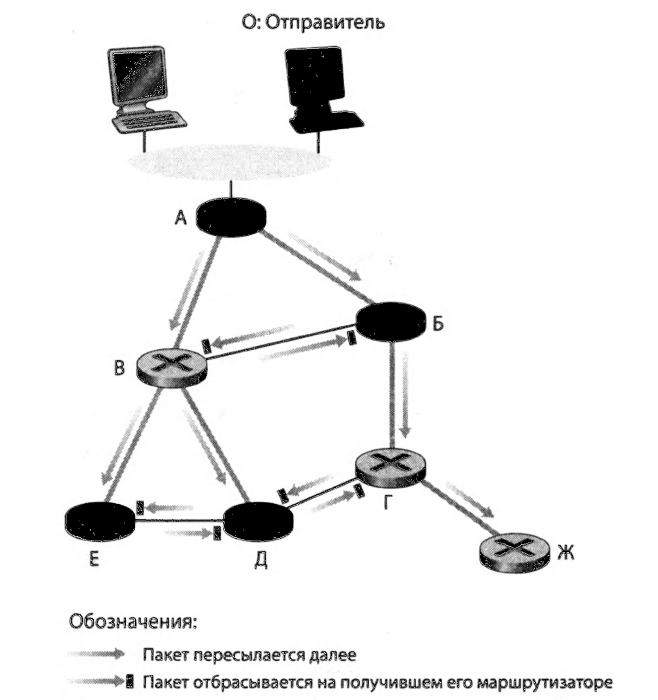 О: Отправитель
А
Б
В
Г
Е
Д
Ж
Обозначения:
Пакет пересылается далее
Пакет отбрасывается на получившем его маршрутизаторе